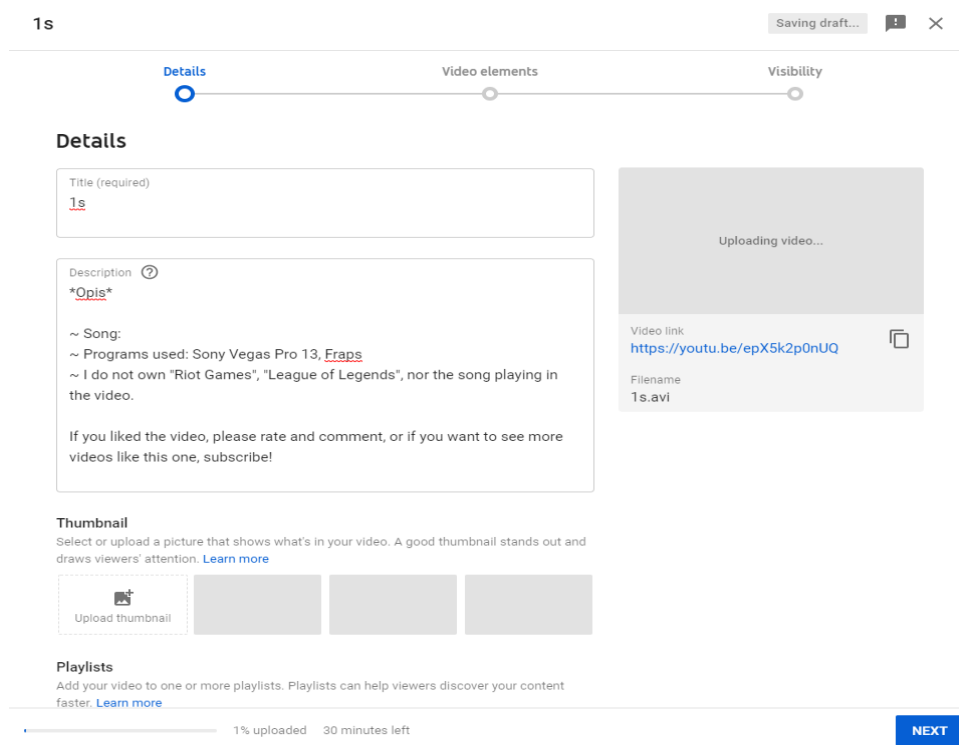 1s
Saving draft...
Details
Video elements
Visibility
Details
Title (required)
1s
Description
*Opis*
~ Song:
~ Programs used: Sony Vegas Pro 13, Fraps
~ I do not own "Riot Games", "League of Legends", nor the song playing in
the video.
If you liked the video, please rate and comment, or if you want to see more
videos like this one, subscribe!
Uploading video...
Video link
https://youtu.be/epX5k2p0nUQ
Filename
1s.avi
Thumbnail
Select or upload a picture that shows what's in your video. A good thumbnail stands out and
draws viewers' attention. Learn more
Upload thumbnail
Playlists
Add your video to one or more playlists. Playlists can help viewers discover your content
faster. Learn more
1% uploaded
30 minutes left
NEXT